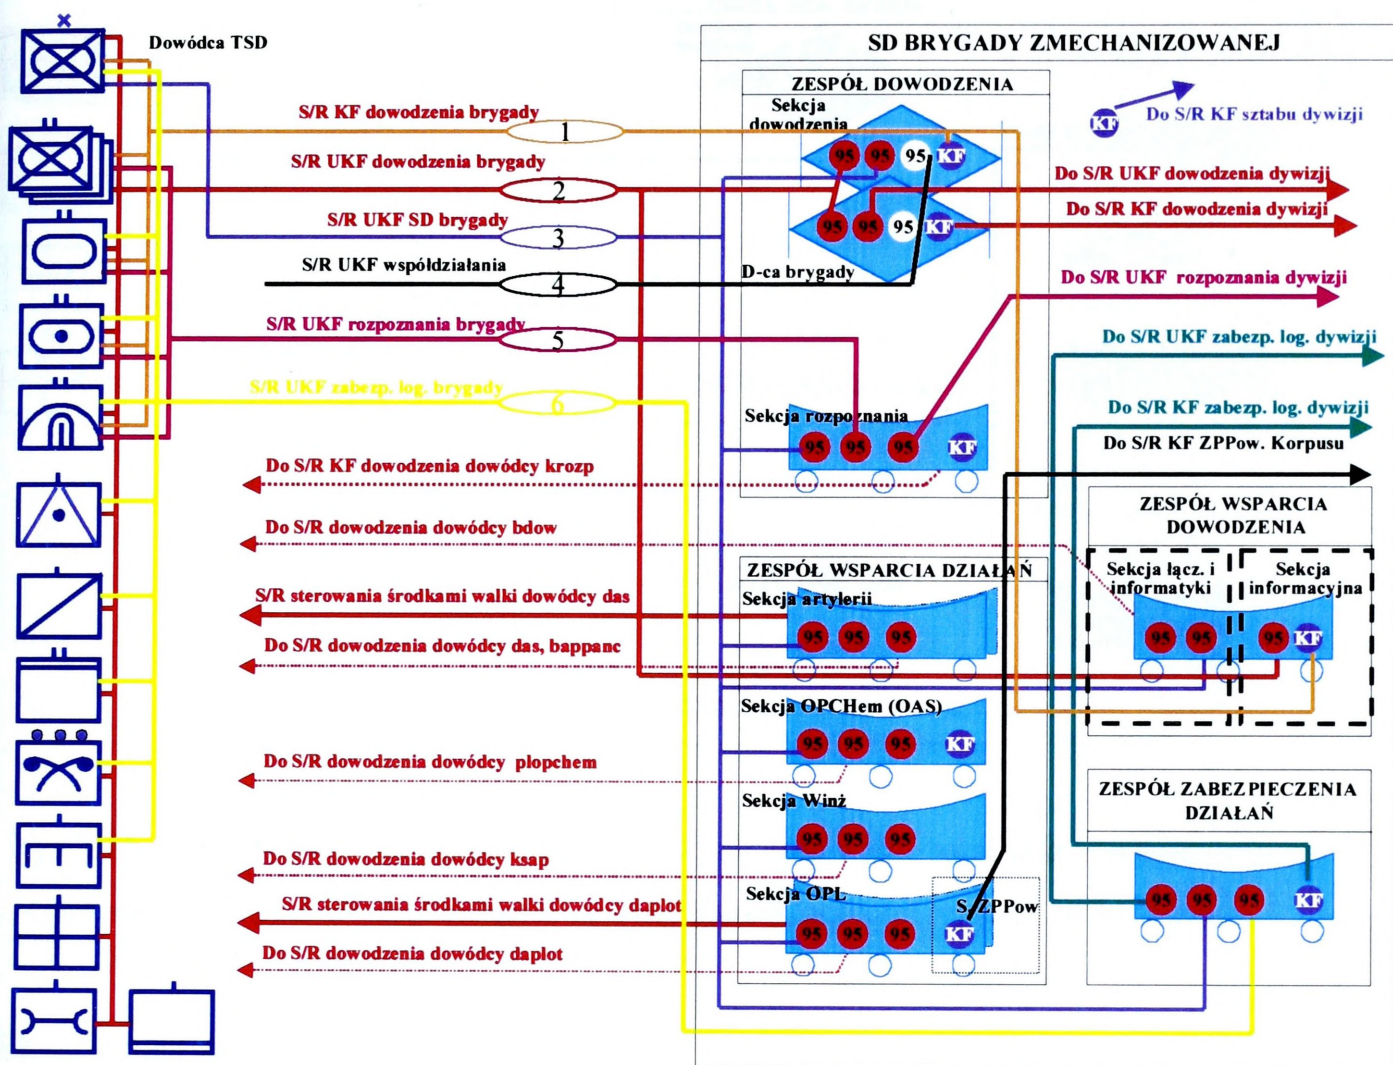 Dowódca TSD
SD BRYGADY ZMECHANIZOWANEJ
ZESPÓŁ DOWODZENIA
Sekcja
dowodzenia
95 95 95 KF
95 95 95 KF
D-ca brygady
KF
Do S/R KF sztabu dywizji
S/R KF dowodzenia brygady
1
S/R UKF dowodzenia brygady
2
S/R UKF SD brygady
3
S/R UKF współdziałania
4
S/R UKF rozpoznania brygady
5
S/R UKF zabezp. log. brygady
6
Do S/R UKF dowodzenia dywizji
Do S/R KF dowodzenia dywizji
Do S/R UKF rozpoznania dywizji
Do S/R UKF zabezp. log. dywizji
Do S/R KF zabezp. log. dywizji
Do S/R KF ZPPow. Korpusu
Sekcja rozpoznania
95 95 95 KF
Do S/R KF dowodzenia dowódcy krozp
Do S/R dowodzenia dowódcy bdow
S/R sterowania środkami walki dowódcy das
Do S/R dowodzenia dowódcy das, bappanc
Do S/R dowodzenia dowódcy plopchem
Do S/R dowodzenia dowódcy ksap
S/R sterowania środkami walki dowódcy daplot
Do S/R dowodzenia dowódcy daplot
ZESPÓŁ WSPARCIA DZIAŁAŃ
Sekcja artylerii
95 95 95
Sekcja OPCHem (OAS)
95 95 95 KF
Sekcja Winż
95 95 95
Sekcja OPL
S. ZPPow
95 95 95 KF
ZESPÓŁ WSPARCIA
DOWODZENIA
Sekcja łącz. i
informatyki
Sekcja
informacyjna
95 95 95 KF
ZESPÓŁ ZABEZPIECZENIA
DZIAŁAŃ
95 95 95 KF